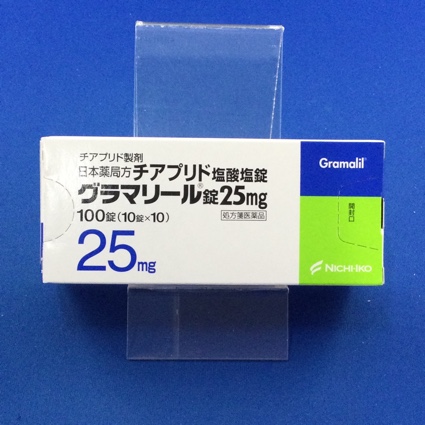 チアプリド製剤
日本薬局方チアプリド塩酸塩錠
グラマリール®錠25mg
100錠(10錠×10)
処方箋医薬品
25mg
Gramalil®
開封口
NICHI-IKO